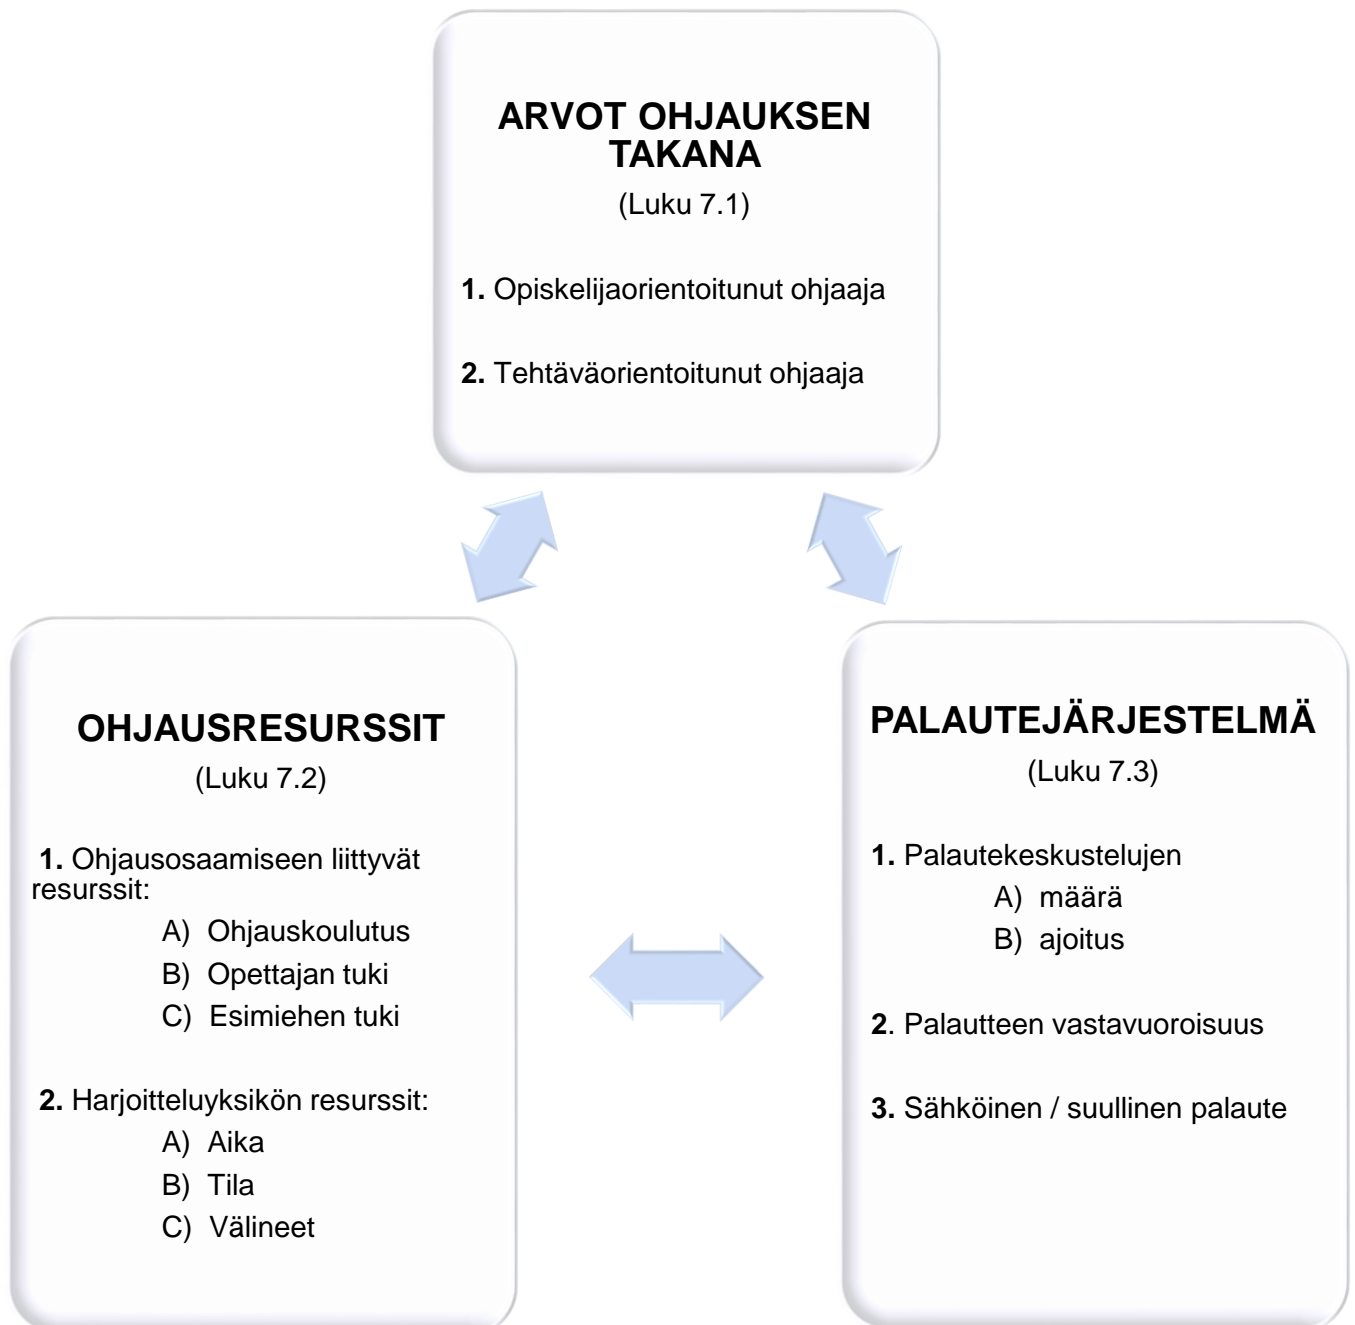 ARVOT OHJAUKSEN
TAKANA
(Luku 7.1)
1. Opiskelijaorientoitunut ohjaaja
2. Tehtäväorientoitunut ohjaaja
OHJAUSRESURSSIT
(Luku 7.2)
1. Ohjausosaamiseen liittyvät
resurssit:
A) Ohjauskoulutus
B) Opettajan tuki
C) Esimiehen tuki
2. Harjoitteluyksikön resurssit:
A) Aika
B) Tila
C) Välineet
PALAUTEJÄRJESTELMÄ
(Luku 7.3)
1. Palautekeskustelujen
A) määrä
B) ajoitus
2. Palautteen vastavuoroisuus
3. Sähköinen / suullinen palaute